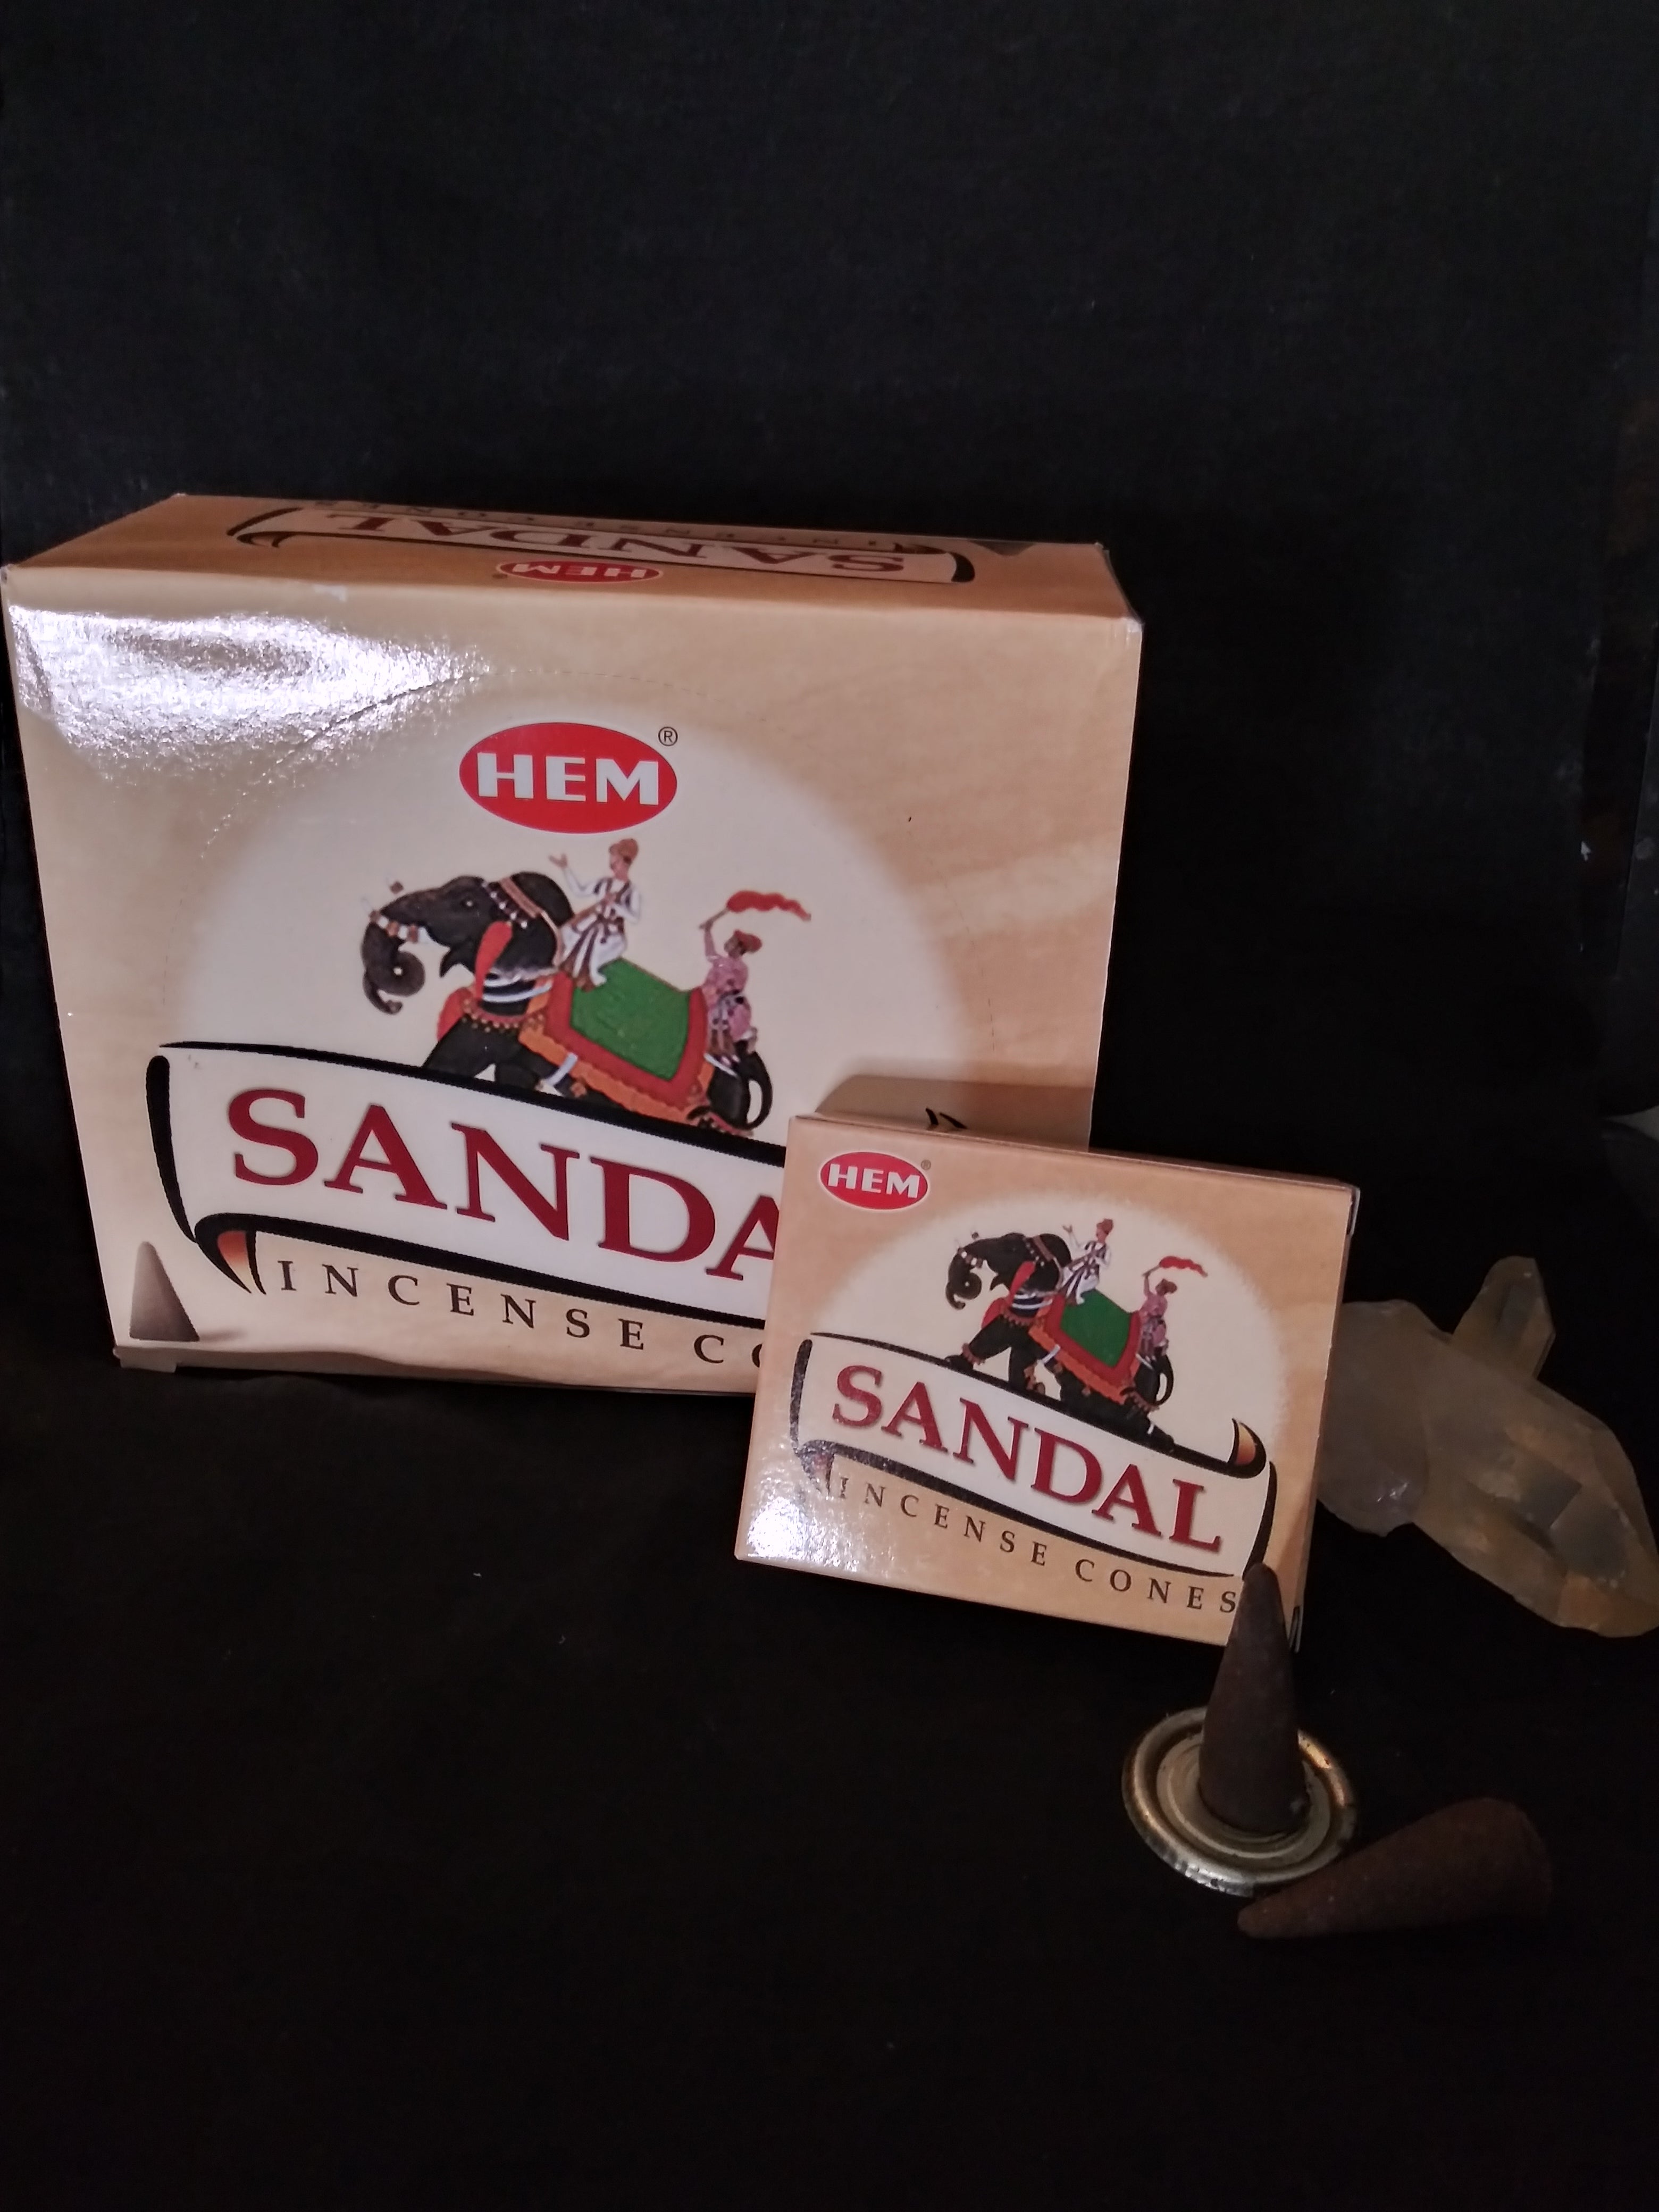 SANDAL
HEM
HEM®
SANDA
INCENSE CO
HEM®
SANDAL
INCENSE CONES